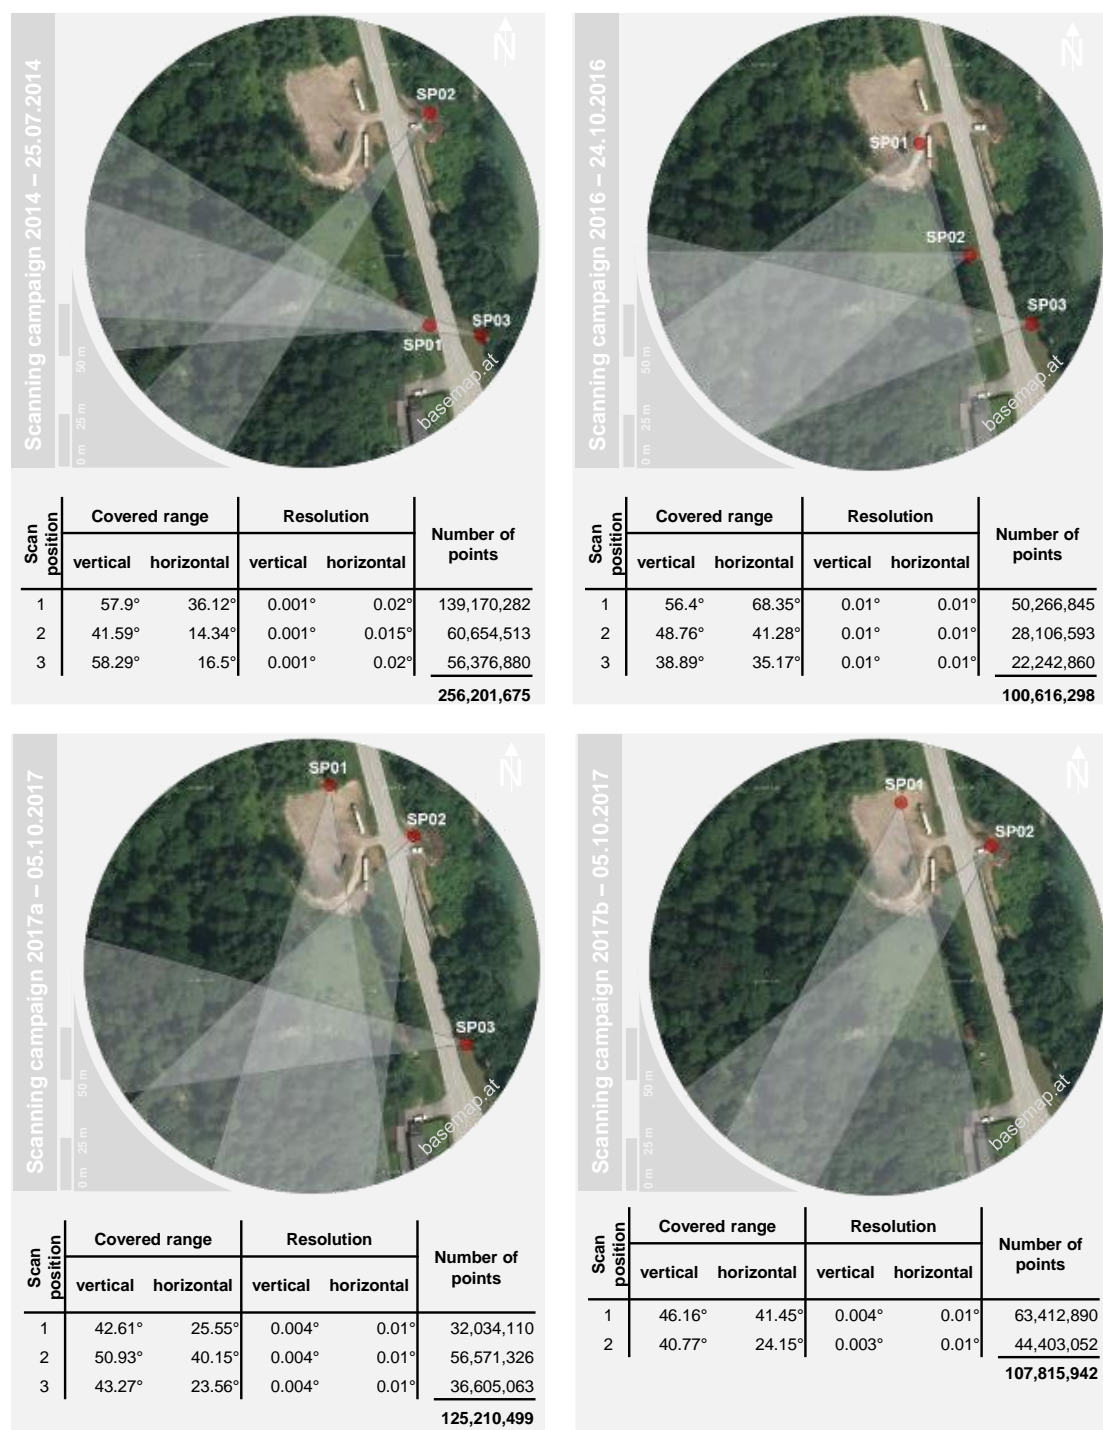 Scanning campaign 2014 – 25.07.2014
0 m 25 m 50 m
N
SP02
SP03
SP01
basemap.at
Scan position
Covered range
Resolution
Number of points
vertical horizontal vertical horizontal
1 57.9° 36.12° 0.001° 0.02° 139,170,282
2 41.59° 14.34° 0.001° 0.015° 60,654,513
3 58.29° 16.5° 0.001° 0.02° 56,376,880
256,201,675
Scanning campaign 2016 – 24.10.2016
0 m 25 m 50 m
N
SP01
SP02
SP03
basemap.at
Scan position
Covered range
Resolution
Number of points
vertical horizontal vertical horizontal
1 56.4° 68.35° 0.01° 0.01° 50,266,845
2 48.76° 41.28° 0.01° 0.01° 28,106,593
3 38.89° 35.17° 0.01° 0.01° 22,242,860
100,616,298
Scanning campaign 2017a – 05.10.2017
0 m 25 m 50 m
N
SP01
SP02
SP03
basemap.at
Scan position
Covered range
Resolution
Number of points
vertical horizontal vertical horizontal
1 42.61° 25.55° 0.004° 0.01° 32,034,110
2 50.93° 40.15° 0.004° 0.01° 56,571,326
3 43.27° 23.56° 0.004° 0.01° 36,605,063
125,210,499
Scanning campaign 2017b – 05.10.2017
0 m 25 m 50 m
N
SP01
SP02
basemap.at
Scan position
Covered range
Resolution
Number of points
vertical horizontal vertical horizontal
1 46.16° 41.45° 0.004° 0.01° 63,412,890
2 40.77° 24.15° 0.003° 0.01° 44,403,052
107,815,942